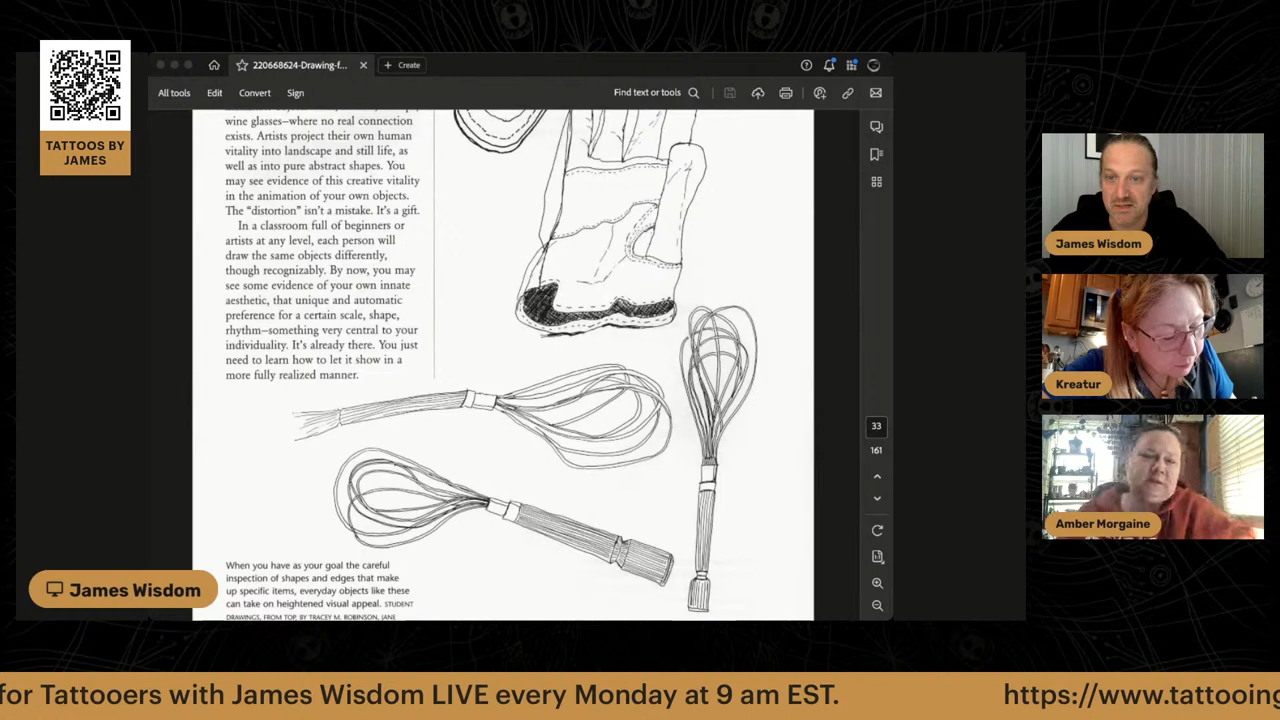 TATTOOS BY
JAMES
220668624-Drawing-f...
Create
All tools
Edit
Convert
Sign
Find text or tools
wine glasses—where no real connection
exists. Artists project their own human
vitality into landscape and still life, as
well as into pure abstract shapes. You
may see evidence of this creative vitality
in the animation of your own objects.
The “distortion” isn’t a mistake. It’s a gift.
In a classroom full of beginners or
artists at any level, each person will
draw the same objects differently,
though recognizably. By now, you may
see some evidence of your own innate
aesthetic, that unique and automatic
preference for a certain scale, shape,
rhythm—something very central to your
individuality. It’s already there. You just
need to learn how to let it show in a
more fully realized manner.
When you have as your goal the careful
inspection of shapes and edges that make
up specific items, everyday objects like these
can take on heightened visual appeal. STUDENT
DRAWINGS, FROM TOP, BY TRACEY M. ROBINSON, JANE
33
161
James Wisdom
Kreatur
Amber Morgaine
James Wisdom
for Tattooers with James Wisdom LIVE every Monday at 9 am EST.
https://www.tattooing